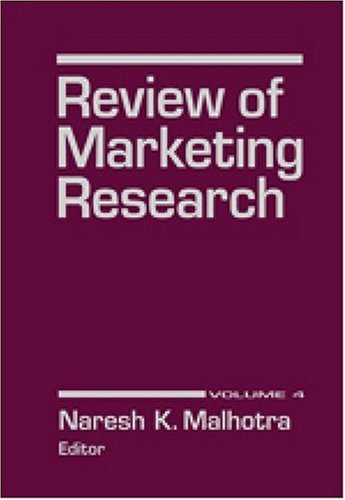 Review of
Marketing
Research
VOLUME 4
Naresh K. Malhotra
Editor